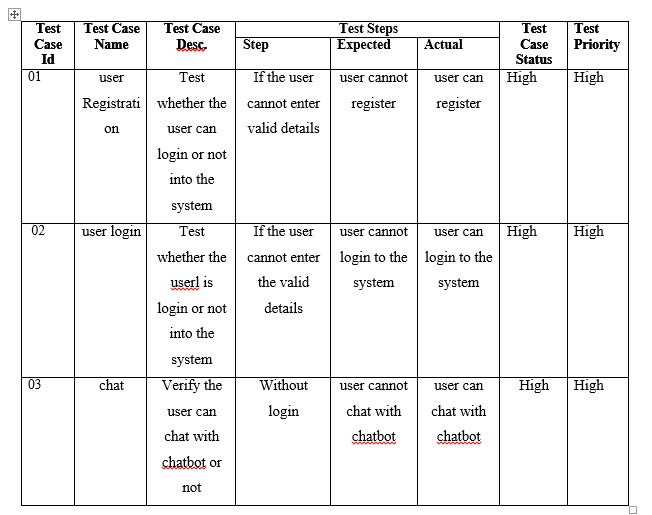 Test Case Id
Test Case Name
Test Case Desc.
Test Steps
Step
Expected
Actual
Test Case Status
Test Priority
01
user Registrati on
Test whether the user can login or not into the system
If the user cannot enter valid details
user cannot register
user can register
High
High
02
user login
Test whether the userl is login or not into the system
If the user cannot enter the valid details
user cannot login to the system
user can login to the system
High
High
03
chat
Verify the user can chat with chatbot or not
Without login
user cannot chat with chatbot
user can chat with chatbot
High
High